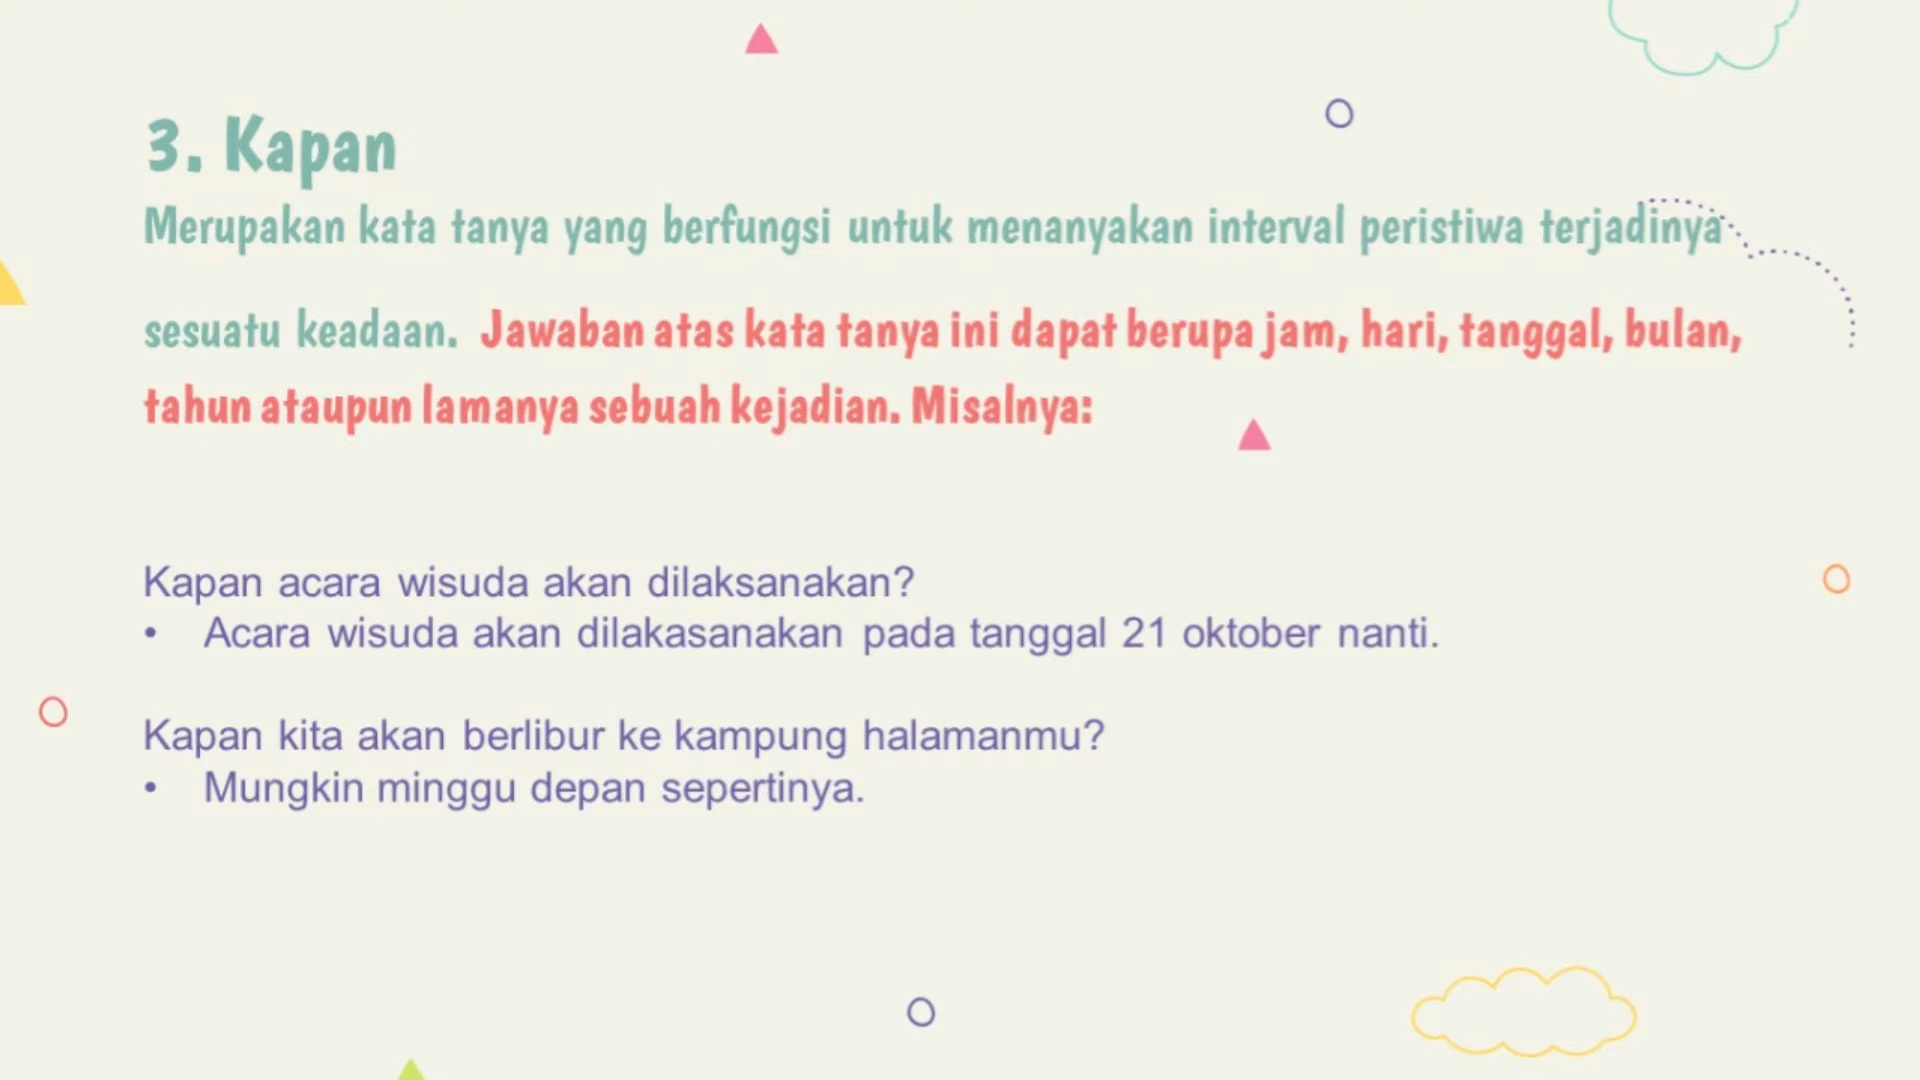 3. Kapan
Merupakan kata tanya yang berfungsi untuk menanyakan interval peristiwa terjadinya
sesuatu keadaan. Jawaban atas kata tanya ini dapat berupa jam, hari, tanggal, bulan,
tahun ataupun lamanya sebuah kejadian. Misalnya:
Kapan acara wisuda akan dilaksanakan?
• Acara wisuda akan dilakasanakan pada tanggal 21 oktober nanti.
Kapan kita akan berlibur ke kampung halamanmu?
• Mungkin minggu depan sepertinya.